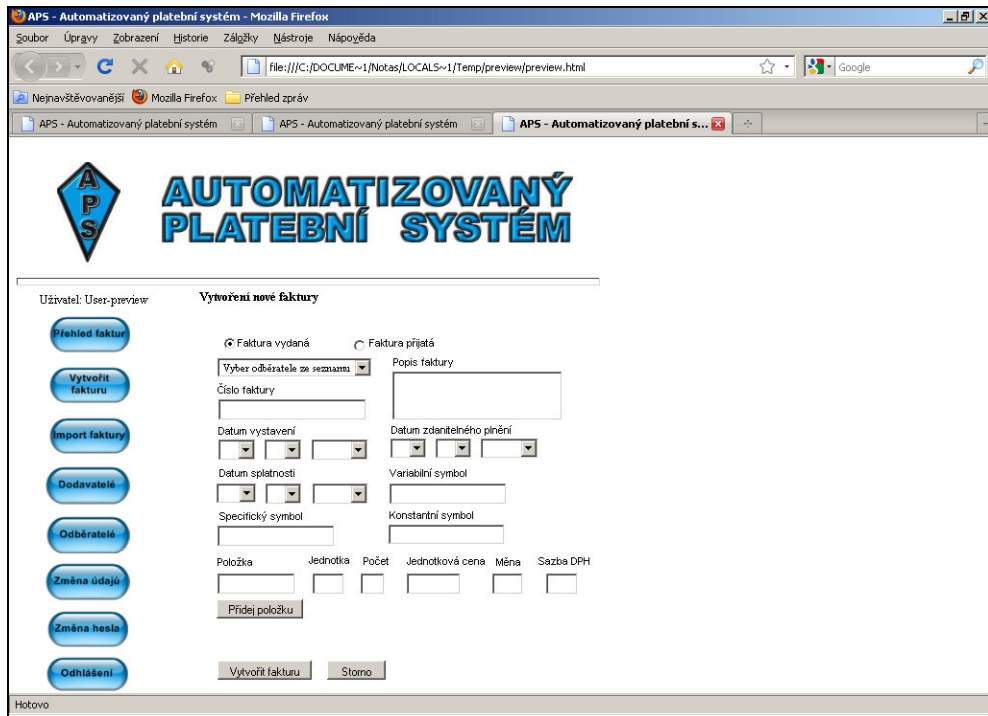 APS - Automatizovaný platební systém - Mozilla Firefox
Soubor Úpravy Zobrazení Historie Záložky Nástroje Nápověda
file:///C:/DOCUME~1/Notas/LOCALS~1/Temp/preview/preview.html
Google
Nejnavštěvovanější Mozilla Firefox Přehled zpráv
APS - Automatizovaný platební systém
APS - Automatizovaný platební systém
APS - Automatizovaný platební s...
APS
AUTOMATIZOVANÝ
PLATEBNÍ SYSTÉM
Uživatel: User-preview
Vytvoření nové faktury
Přehled faktur
Vytvořit
fakturu
Import faktury
Dodavatelé
Odběratelé
Změna údajů
Změna hesla
Odhlášení
Faktura vydaná Faktura přijatá
Vyber odběratele ze seznamu
Popis faktury
Číslo faktury
Datum vystavení
Datum zdanitelného plnění
Datum splatnosti
Variabilní symbol
Specifický symbol
Konstantní symbol
Položka Jednotka Počet Jednotková cena Měna Sazba DPH
Přidej položku
Vytvořit fakturu Storno
Hotovo